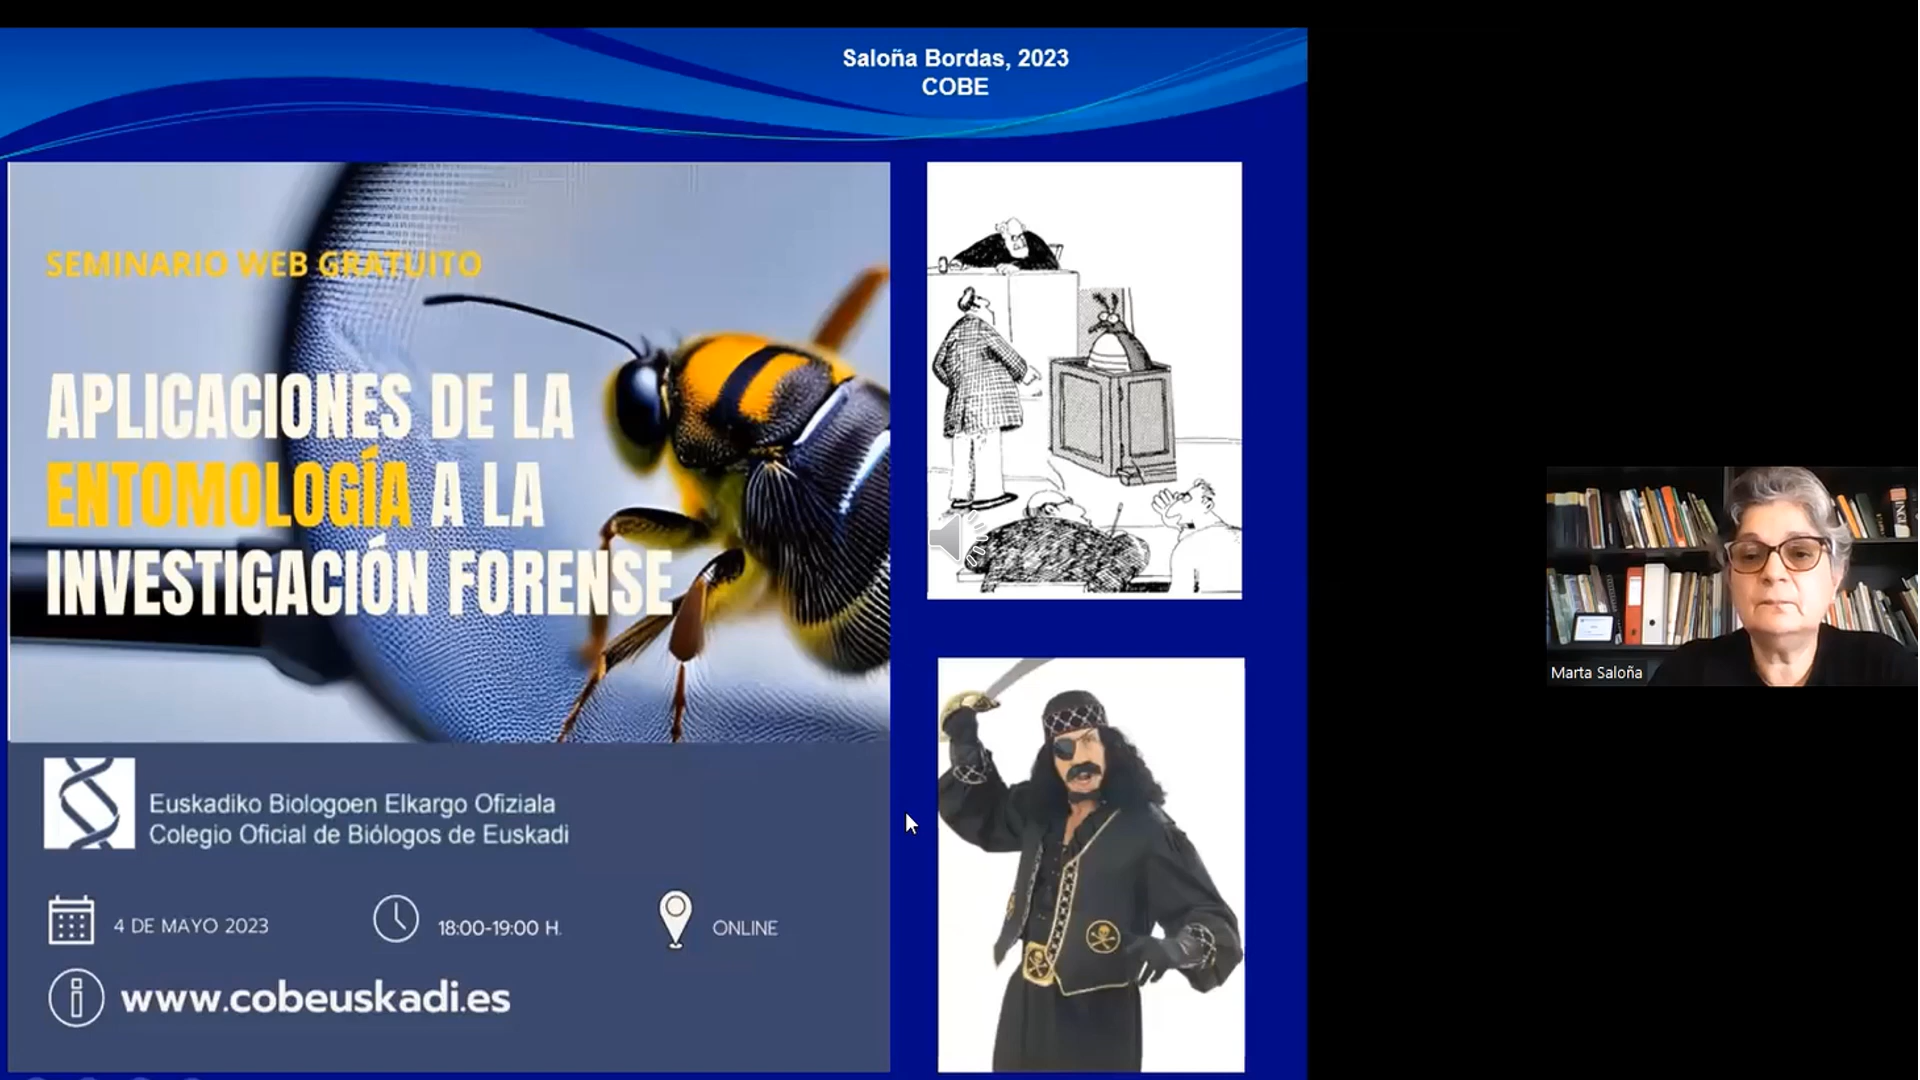 Saloña Bordas, 2023
COBE
SEMINARIO WEB GRATUITO
APLICACIONES DE LA
ENTOMOLOGÍA A LA
INVESTIGACIÓN FORENSE
Euskadiko Biologoen Elkargo Ofiziala
Colegio Oficial de Biólogos de Euskadi
4 DE MAYO 2023
18:00-19:00 H.
ONLINE
www.cobeuskadi.es
Marta Saloña